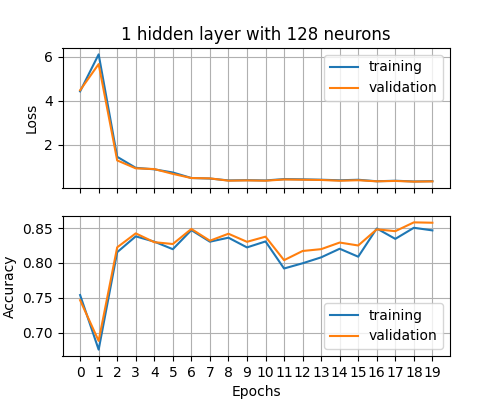 1 hidden layer with 128 neurons
6
4
2
Loss
training
validation
0.85
0.80
0.75
0.70
Accuracy
training
validation
0 1 2 3 4 5 6 7 8 9 10 11 12 13 14 15 16 17 18 19
Epochs